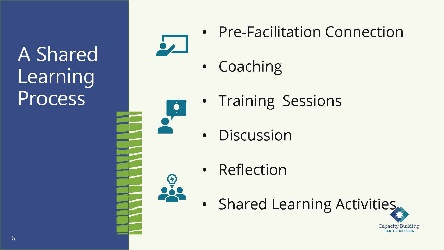 A Shared
Learning
Process
• Pre-Facilitation Connection
• Coaching
• Training Sessions
• Discussion
• Reflection
• Shared Learning Activities
Capacity Building